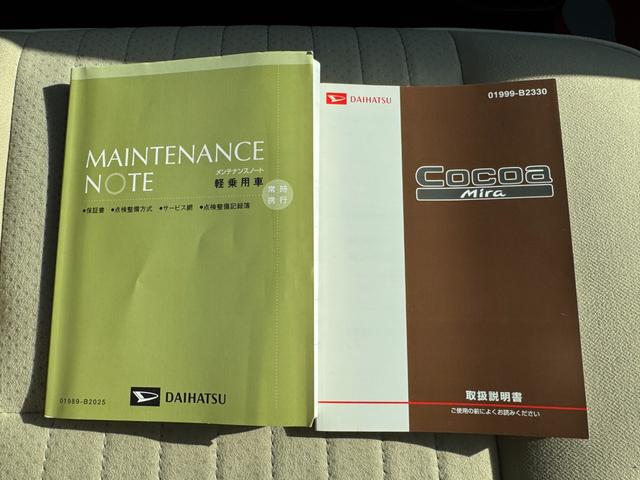 MAINTENANCE
NOTE
メンテナンスノート
軽乗用車
常時
携行
●保証書 ●点検整備方式 ●サービス網 ●点検整備記録簿
01989-B2025
DAIHATSU
DAIHATSU
01999-B2330
Cocoa
Mira
取扱説明書
ご使用の前によくお読みください